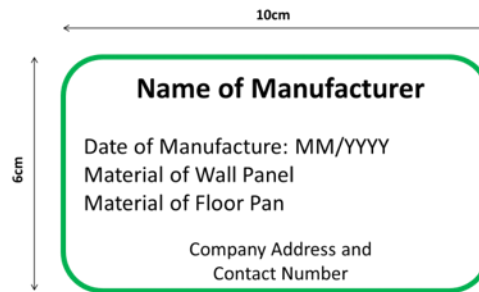 10cm
6cm
Name of Manufacturer
Date of Manufacture: MM/YYYY
Material of Wall Panel
Material of Floor Pan
Company Address and
Contact Number